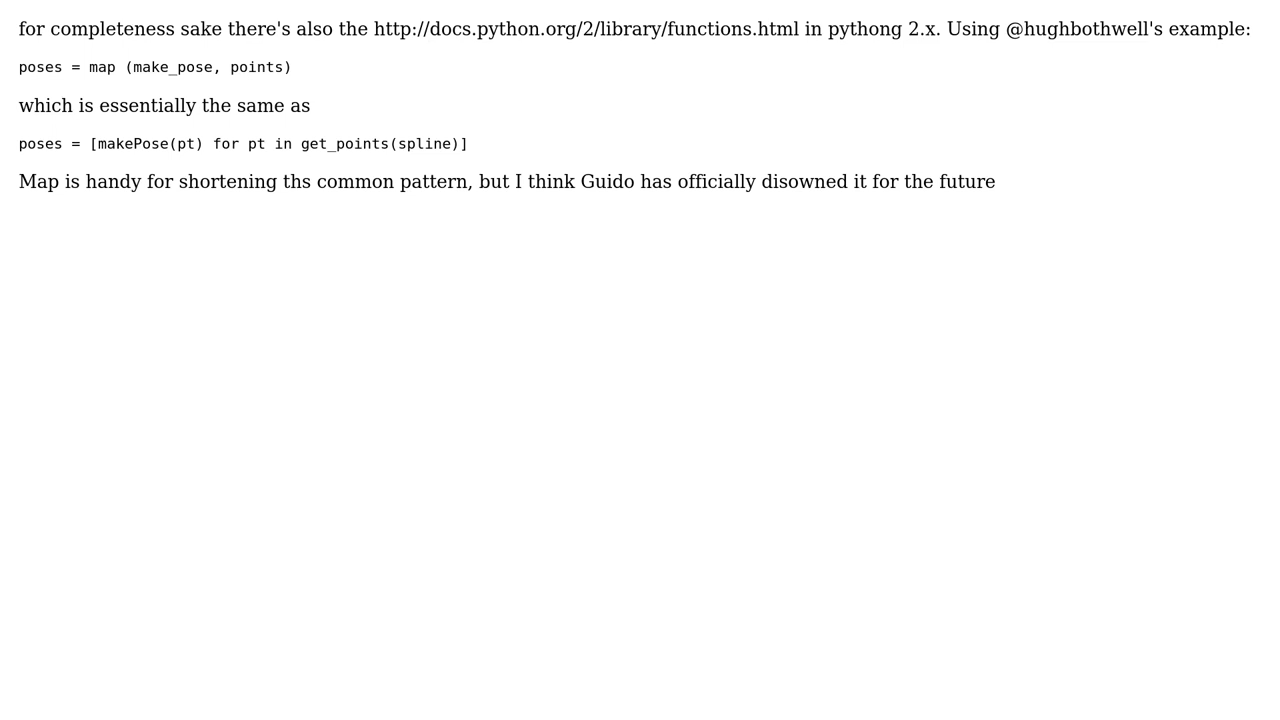 for completeness sake there's also the http://docs.python.org/2/library/functions.html in pythong 2.x. Using @hughbothwell's example:
poses = map (make_pose, points)
which is essentially the same as
poses = [makePose(pt) for pt in get_points(spline)]
Map is handy for shortening ths common pattern, but I think Guido has officially disowned it for the future